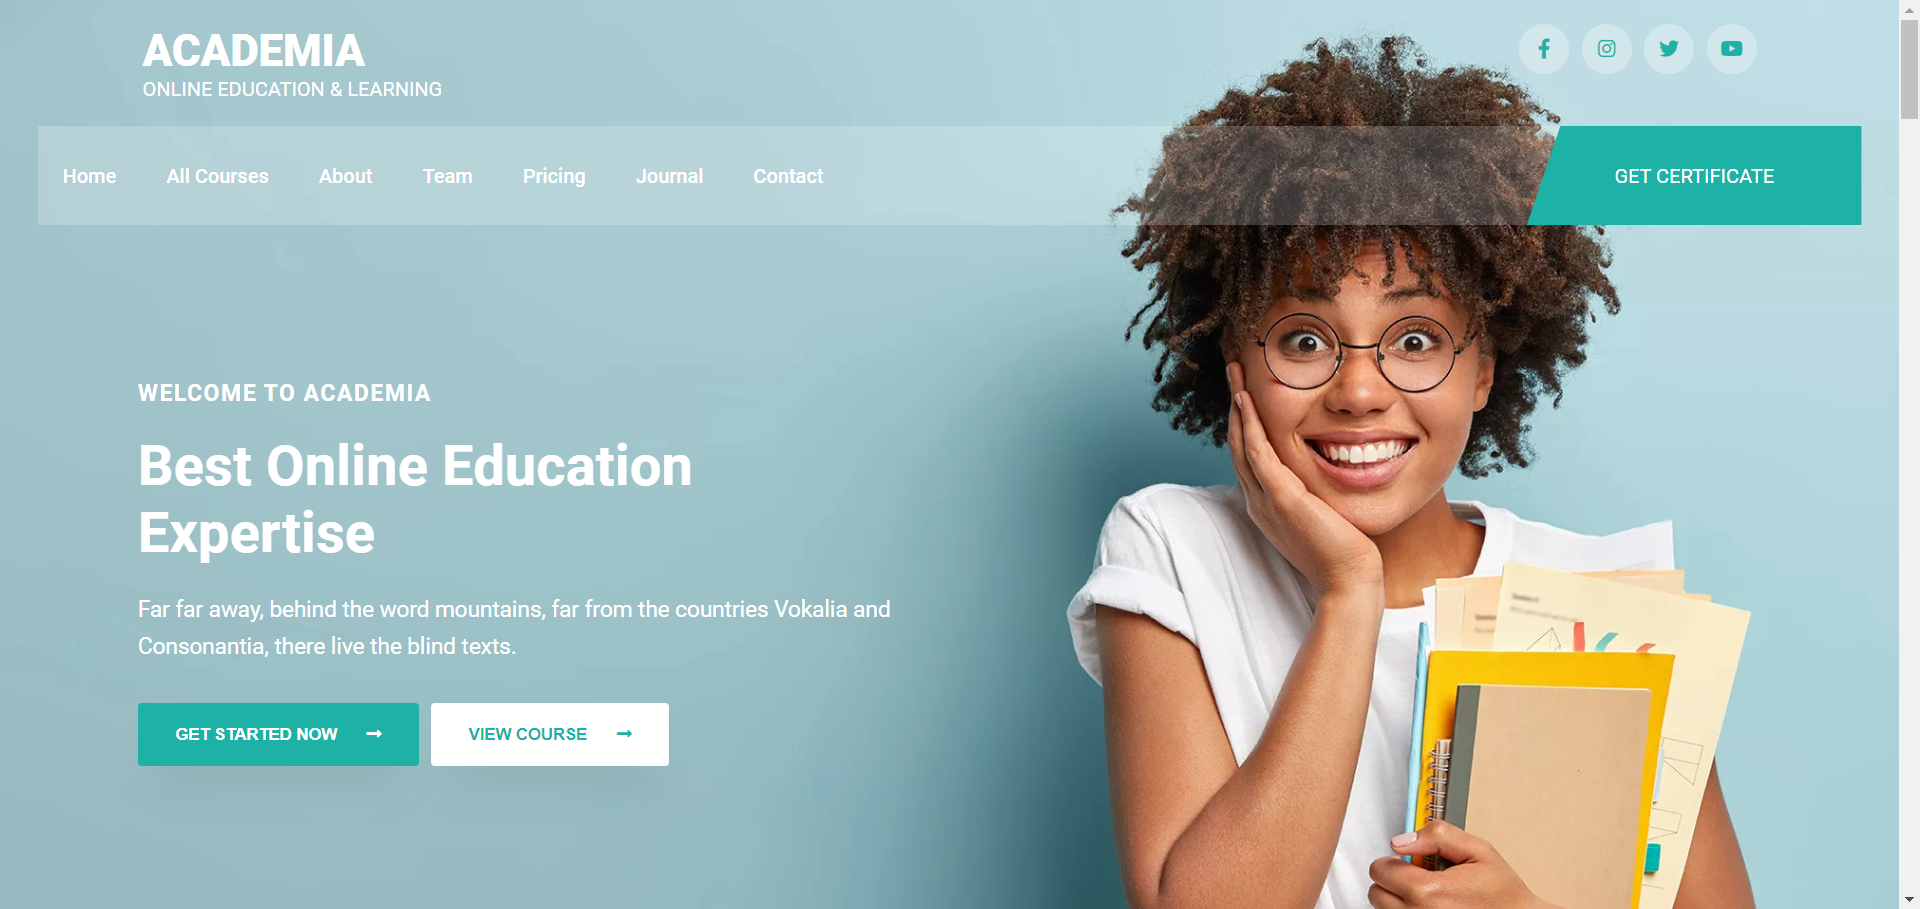 ACADEMIA
ONLINE EDUCATION & LEARNING
Home All Courses About Team Pricing Journal Contact
GET CERTIFICATE
WELCOME TO ACADEMIA
Best Online Education
Expertise
Far far away, behind the word mountains, far from the countries Vokalia and
Consonantia, there live the blind texts.
GET STARTED NOW
VIEW COURSE